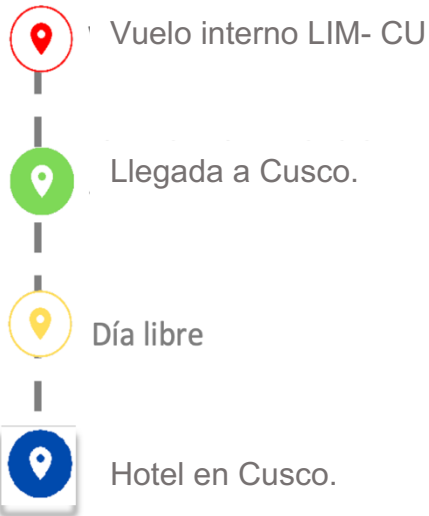 Vuelo interno LIM- CU
Llegada a Cusco.
Día libre
Hotel en Cusco.